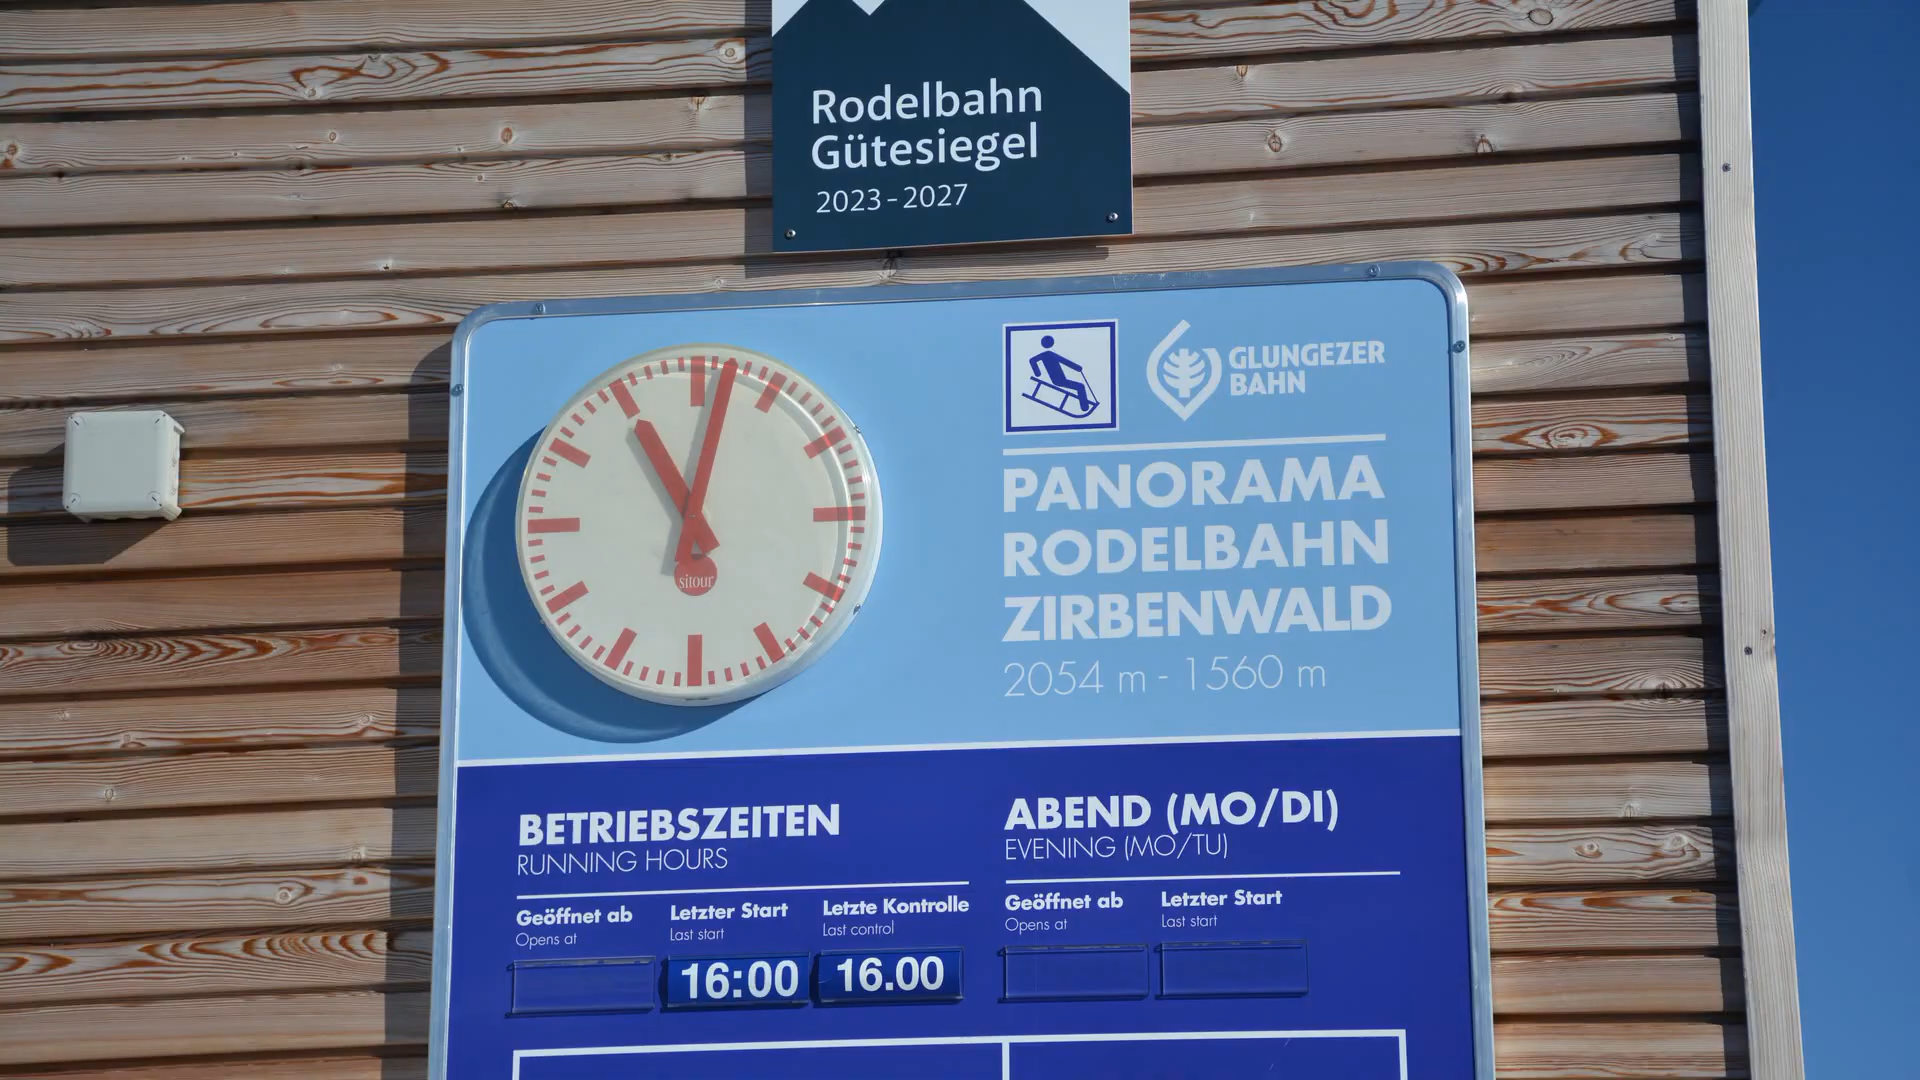 Rodelbahn
Gütesiegel
2023-2027
GLUNGEZER
BAHN
PANORAMA
RODELBAHN
ZIRBENWALD
2054 m - 1560 m
sitour
BETRIEBSZEITEN
RUNNING HOURS
Geöffnet ab
Opens at
Letzter Start
Last start
16:00
Letzte Kontrolle
Last control
16.00
ABEND (MO/DI)
EVENING (MO/TU)
Geöffnet ab
Opens at
Letzter Start
Last start